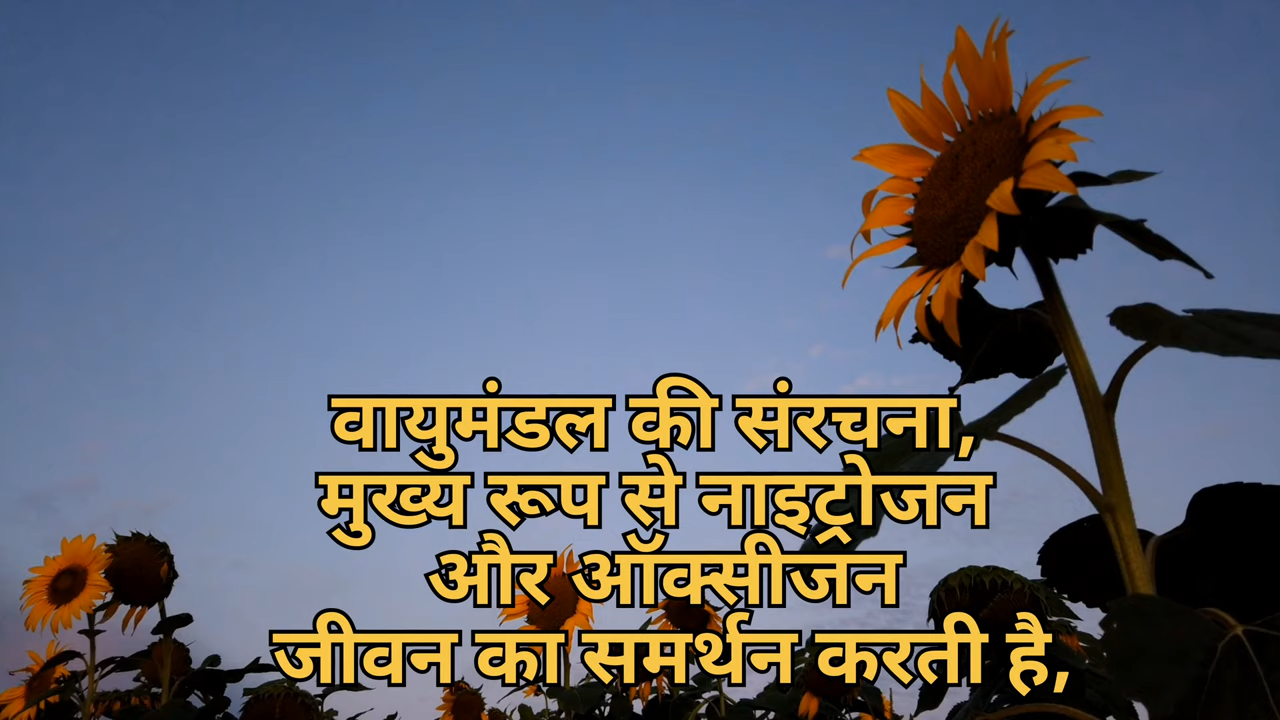 वायुमंडल की संरचना,
मुख्य रूप से नाइट्रोजन
और ऑक्सीजन
जीवन का समर्थन करती है,